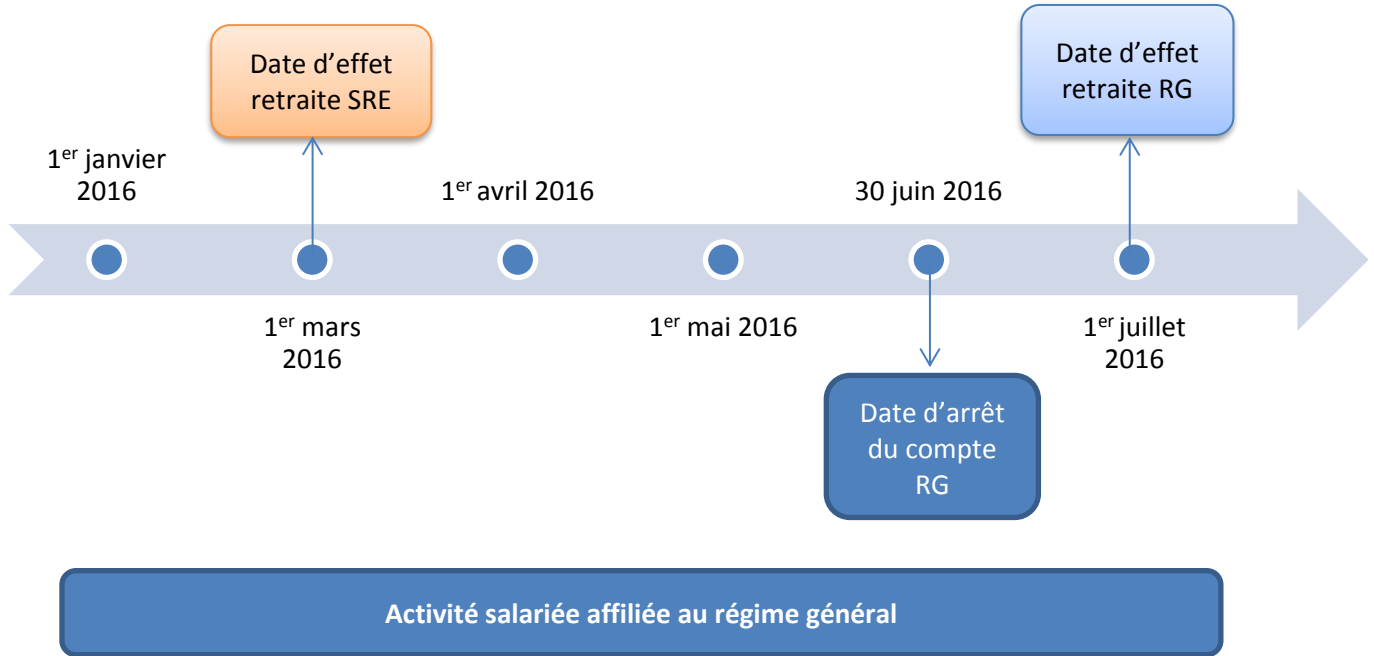 Date d’effet
retraite SRE
Date d’effet
retraite RG
1er janvier
2016
1er avril 2016
30 juin 2016
1er mars
2016
1er mai 2016
1er juillet
2016
Date d’arrêt
du compte
RG
Activité salariée affiliée au régime général